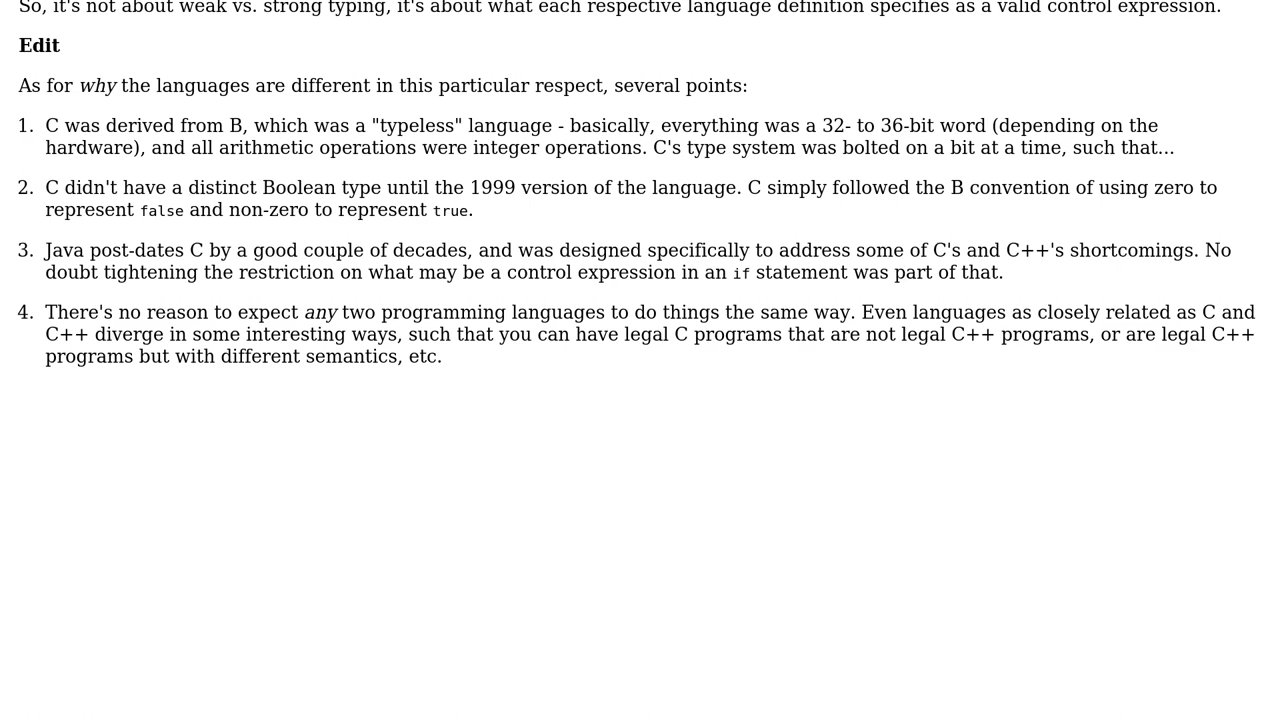 So, it's not about weak vs. strong typing, it's about what each respective language definition specifies as a valid control expression.
Edit
As for why the languages are different in this particular respect, several points:
1. C was derived from B, which was a "typeless" language - basically, everything was a 32- to 36-bit word (depending on the
hardware), and all arithmetic operations were integer operations. C's type system was bolted on a bit at a time, such that...
2. C didn't have a distinct Boolean type until the 1999 version of the language. C simply followed the B convention of using zero to
represent false and non-zero to represent true.
3. Java post-dates C by a good couple of decades, and was designed specifically to address some of C's and C++'s shortcomings. No
doubt tightening the restriction on what may be a control expression in an if statement was part of that.
4. There's no reason to expect any two programming languages to do things the same way. Even languages as closely related as C and
C++ diverge in some interesting ways, such that you can have legal C programs that are not legal C++ programs, or are legal C++
programs but with different semantics, etc.